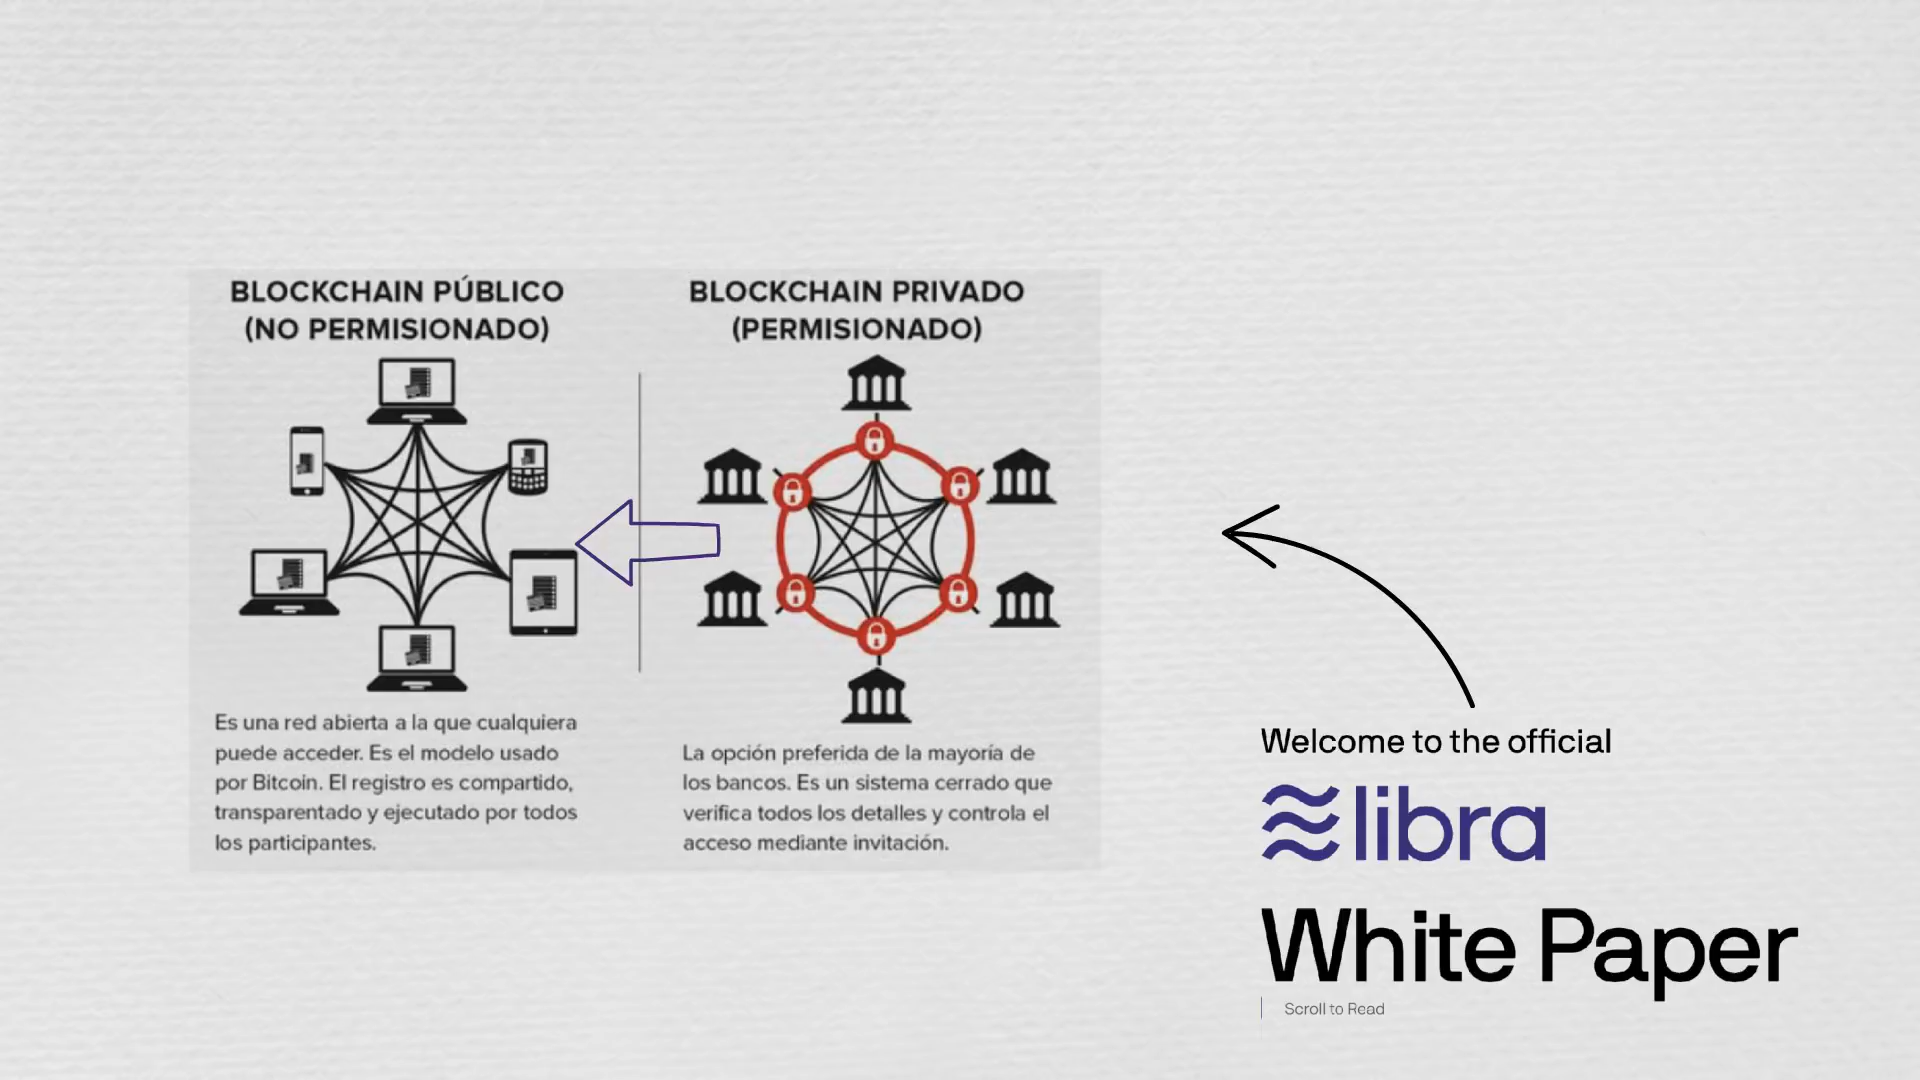 BLOCKCHAIN PÚBLICO
(NO PERMISIONADO)
Es una red abierta a la que cualquiera
puede acceder. Es el modelo usado
por Bitcoin. El registro es compartido,
transparentado y ejecutado por todos
los participantes.
BLOCKCHAIN PRIVADO
(PERMISIONADO)
La opción preferida de la mayoría de
los bancos. Es un sistema cerrado que
verifica todos los detalles y controla el
acceso mediante invitación.
Welcome to the official
libra
White Paper
Scroll to Read